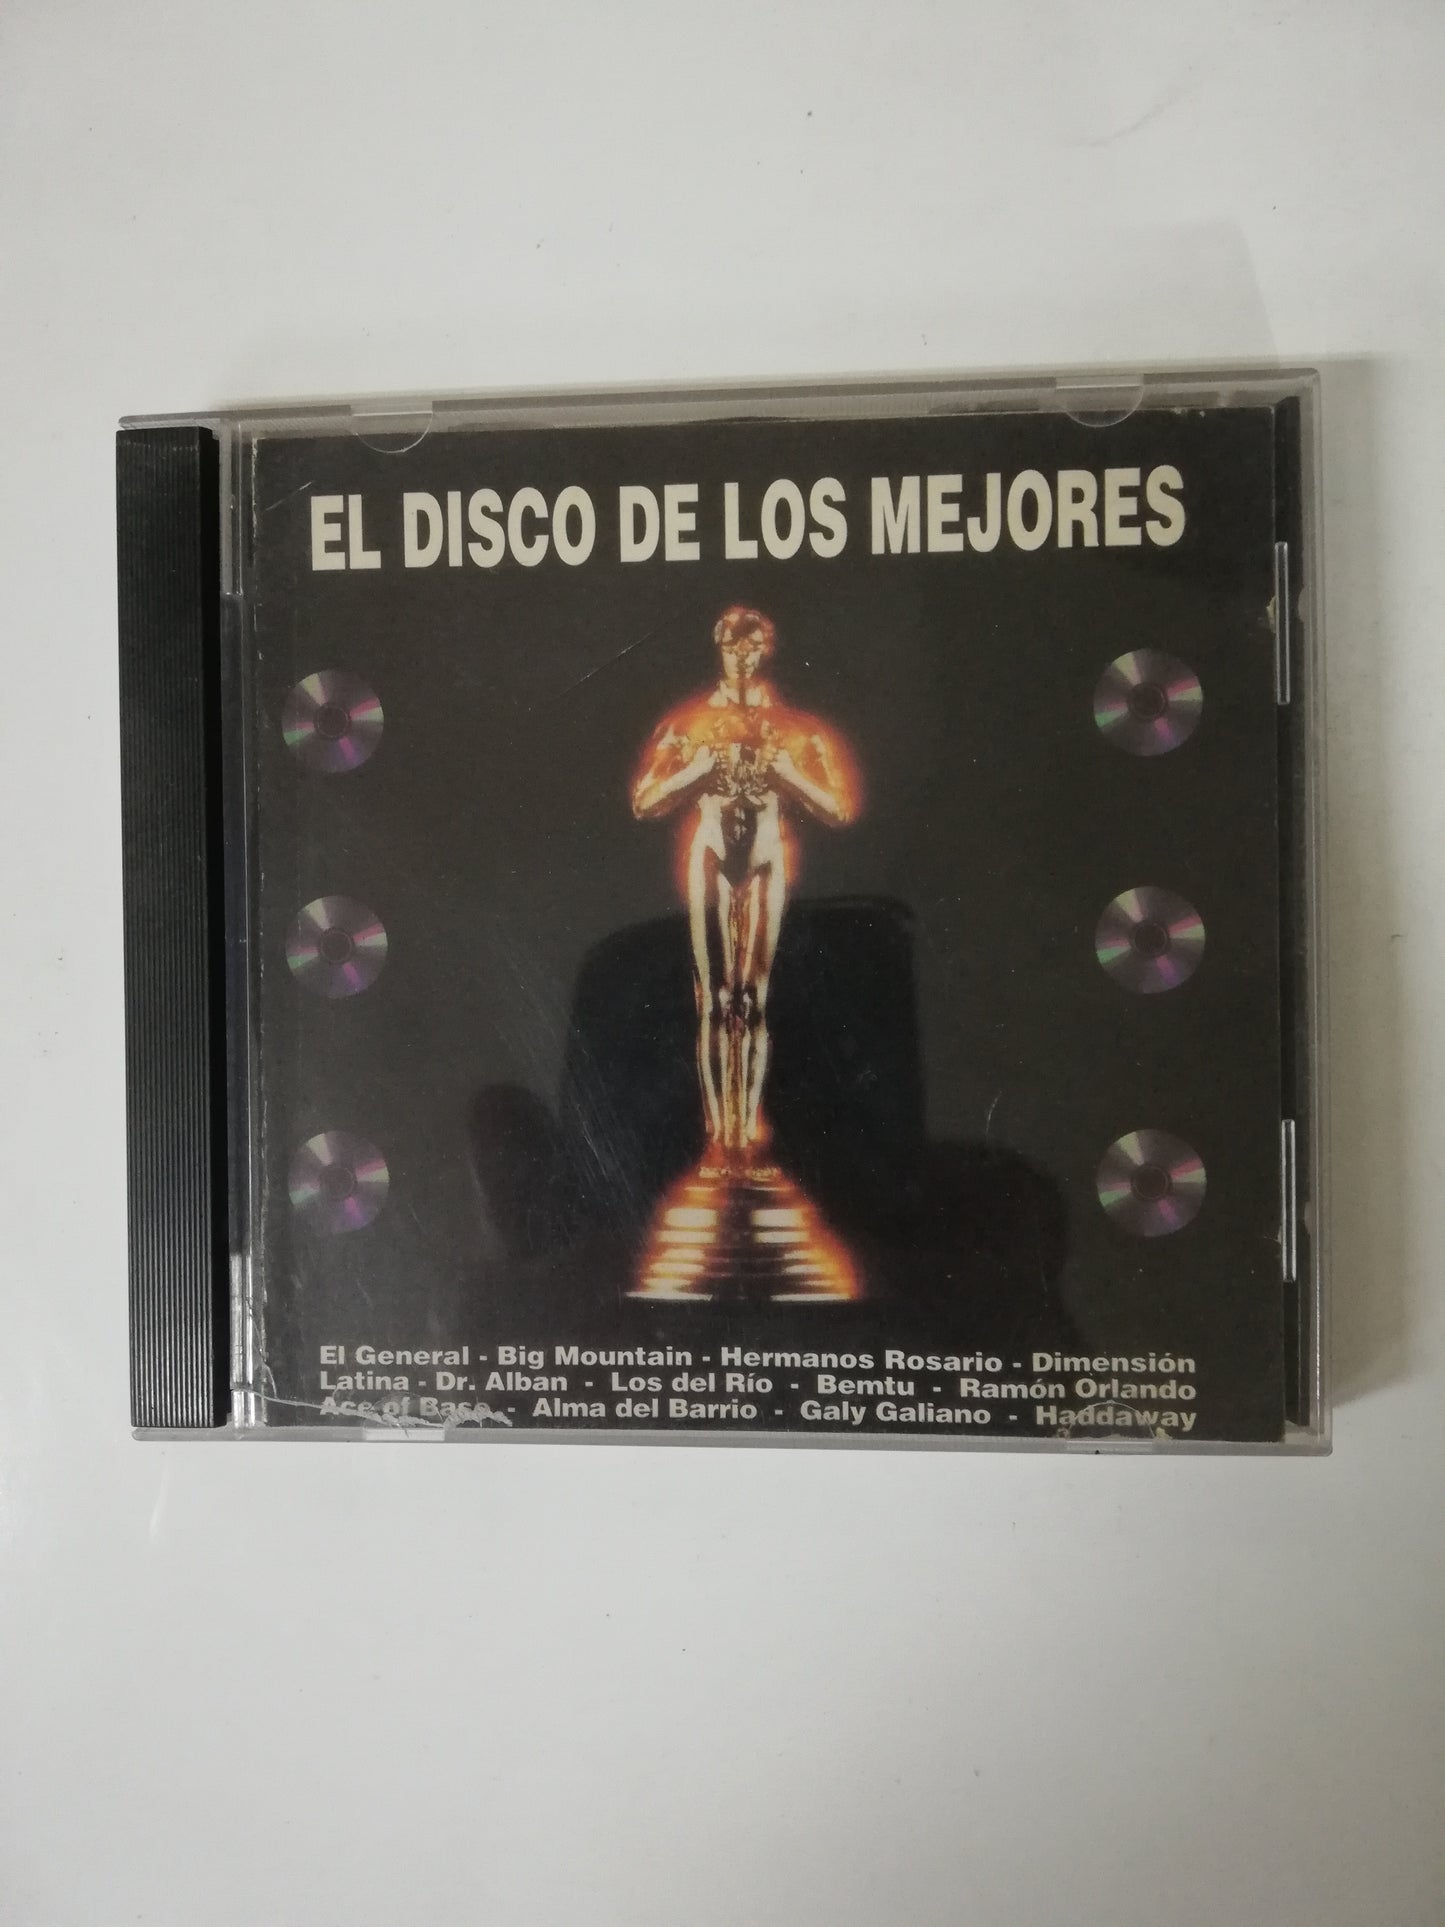 EL DISCO DE LOS MEJORES
El General - Big Mountain - Hermanos Rosario - Dimensión
Latina - Dr. Alban - Los del Río - Bemtu - Ramón Orlando
Ace of Base - Alma del Barrio - Galy Galiano - Haddaway